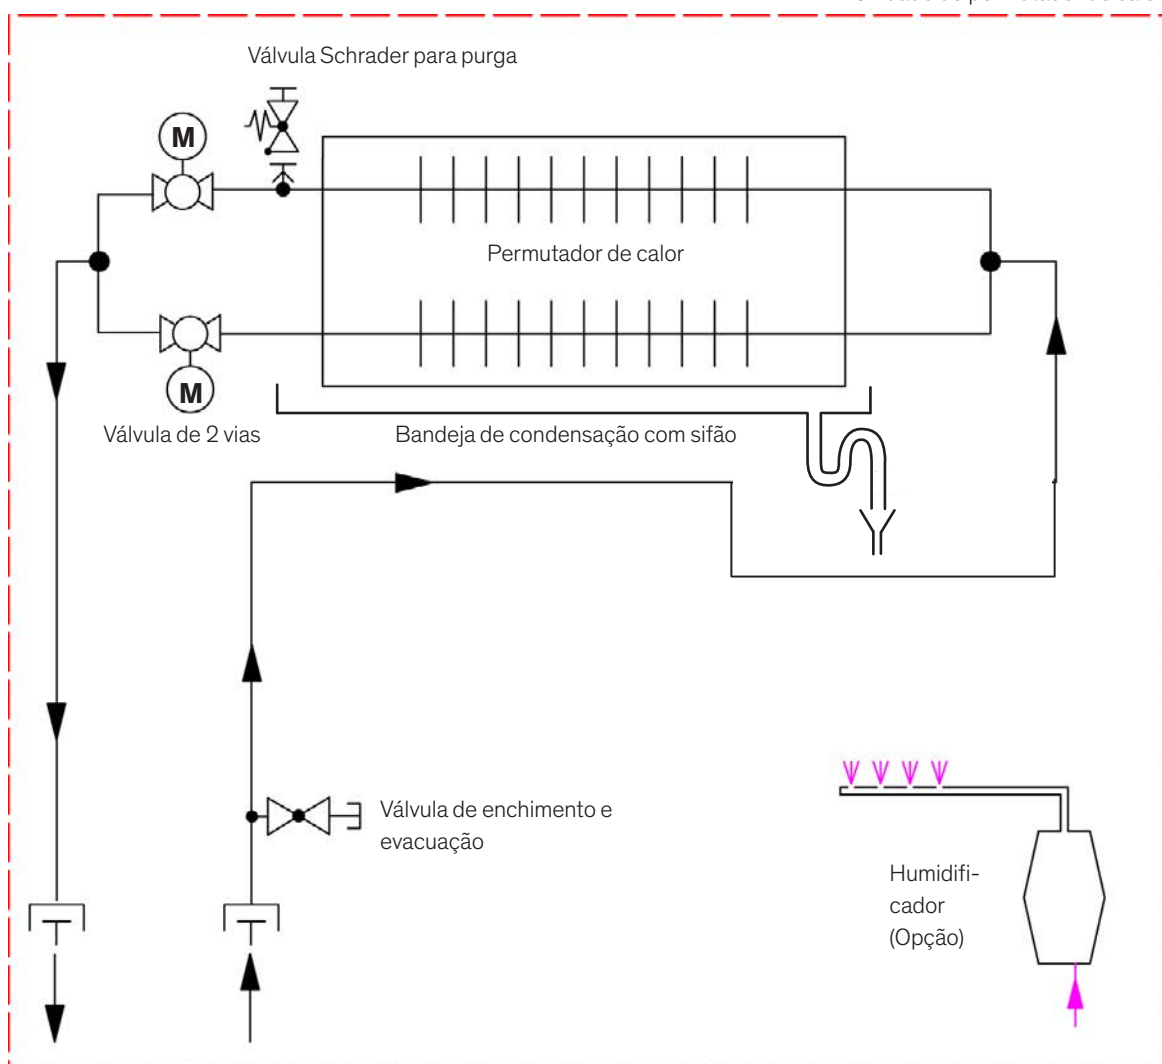 Válvula Schrader para purga
M
Permutador de calor
M
Válvula de 2 vias
Bandeja de condensação com sifão
Válvula de enchimento e
evacuação
Humidifi-
cador
(Opção)